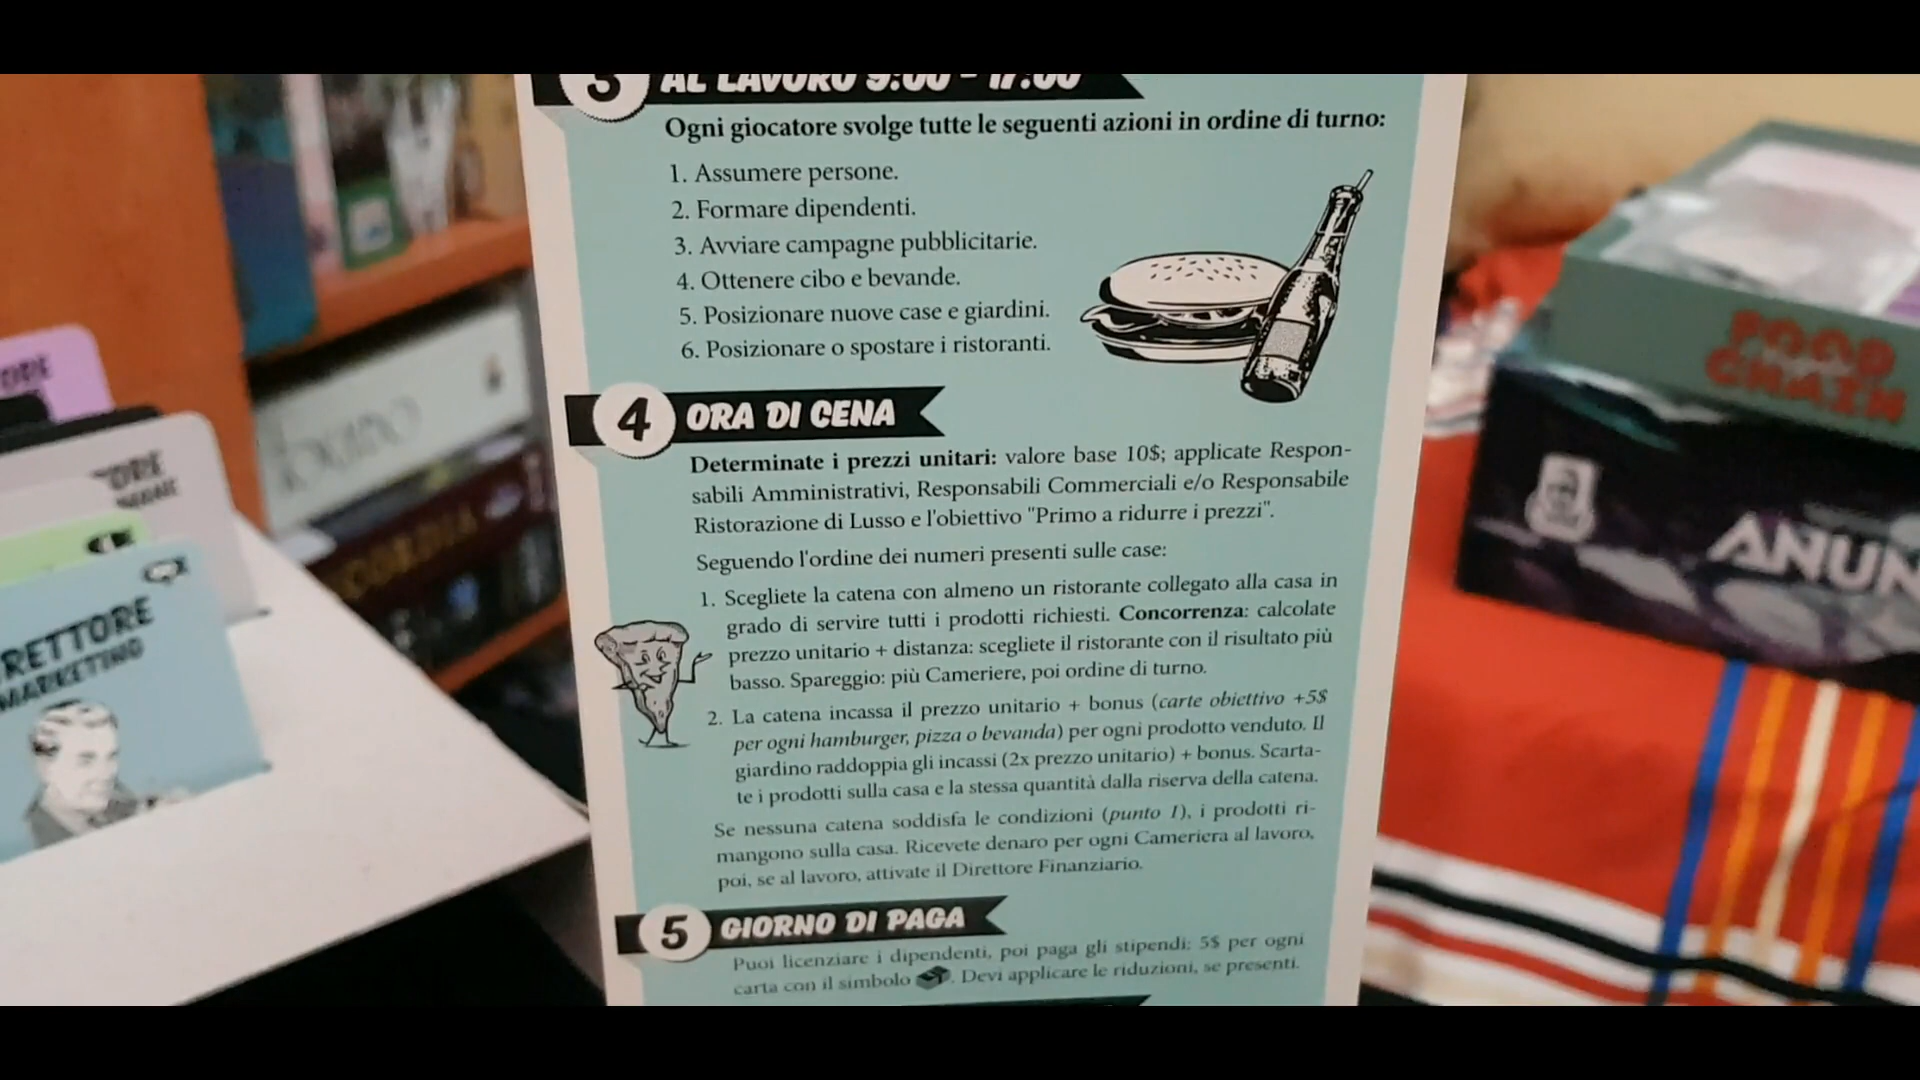 3 AL LAVORO 9:00 - 17:00
Ogni giocatore svolge tutte le seguenti azioni in ordine di turno:
1. Assumere persone.
2. Formare dipendenti.
3. Avviare campagne pubblicitarie.
4. Ottenere cibo e bevande.
5. Posizionare nuove case e giardini.
6. Posizionare o spostare i ristoranti.
4 ORA DI CENA
Determinate i prezzi unitari: valore base 10$; applicate Respon-
sabili Amministrativi, Responsabili Commerciali e/o Responsabile
Ristorazione di Lusso e l'obiettivo "Primo a ridurre i prezzi".
Seguendo l'ordine dei numeri presenti sulle case:
1. Scegliete la catena con almeno un ristorante collegato alla casa in
grado di servire tutti i prodotti richiesti. Concorrenza: calcolate
prezzo unitario + distanza: scegliete il ristorante con il risultato più
basso. Spareggio: più Cameriere, poi ordine di turno.
2. La catena incassa il prezzo unitario + bonus (carte obiettivo +5$
per ogni hamburger, pizza o bevanda) per ogni prodotto venduto. Il
giardino raddoppia gli incassi (2x prezzo unitario) + bonus. Scarta-
te i prodotti sulla casa e la stessa quantità dalla riserva della catena.
Se nessuna catena soddisfa le condizioni (punto 1), i prodotti ri-
mangono sulla casa. Ricevete denaro per ogni Cameriera al lavoro,
poi, se al lavoro, attivate il Direttore Finanziario.
5 GIORNO DI PAGA
Puoi licenziare i dipendenti, poi paga gli stipendi: 5$ per ogni
carta con il simbolo . Devi applicare le riduzioni, se presenti.
RETTORE
MARKETING
FOOD
CHAIN
ANUN